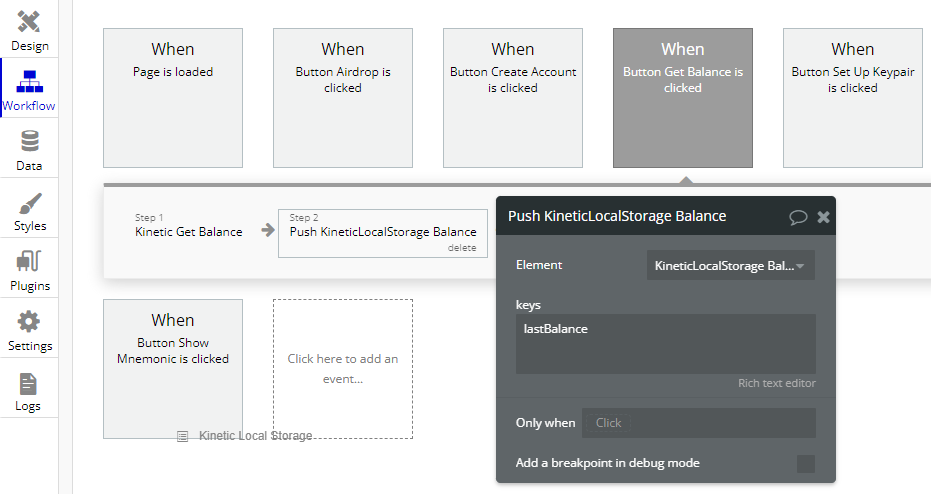 Design
Workflow
Data
Styles
Plugins
Settings
Logs
When
Page is loaded
When
Button Airdrop is
clicked
When
Button Create Account
is clicked
When
Button Get Balance is
clicked
When
Button Set Up Keypair
is clicked
Step 1
Kinetic Get Balance
Step 2
Push KineticLocalStorage Balance
delete
Push KineticLocalStorage Balance
Element
KineticLocalStorage Bal...
keys
lastBalance
Rich text editor
Only when
Click
Add a breakpoint in debug mode
When
Button Show
Mnemonic is clicked
Click here to add an
event...
Kinetic Local Storage